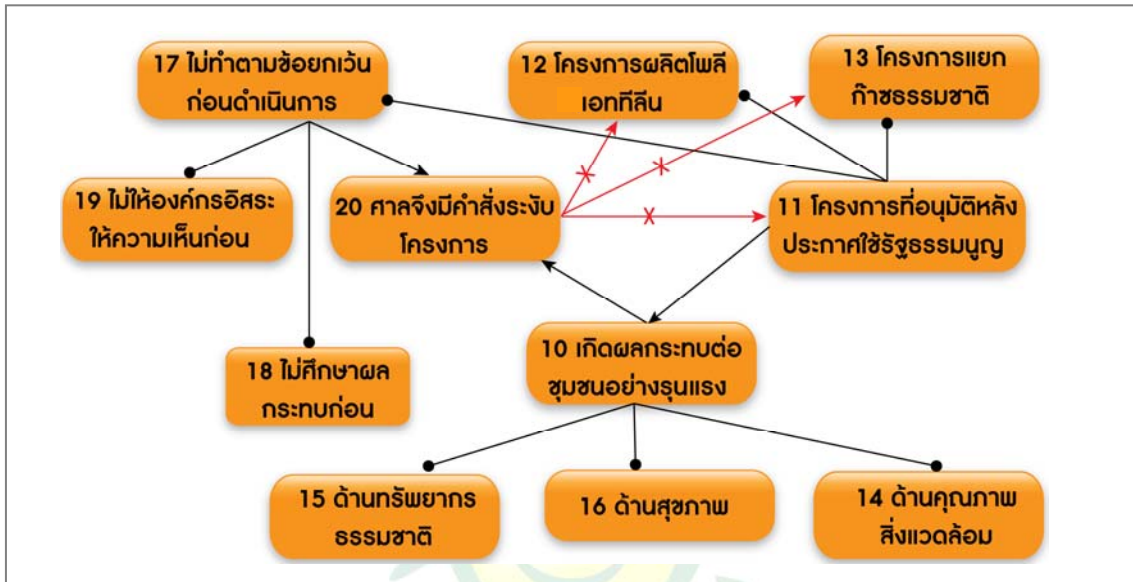 17 ไม่ทำตามข้อยกเว้น
ก่อนดำเนินการ
12 โครงการผลิตโพลี
เอททีลีน
13 โครงการแยก
ก๊าซธรรมชาติ
19 ไม่ให้องค์กรอิสระ
ให้ความเห็นก่อน
20 ศาลจึงมีคำสั่งระงับ
โครงการ
11 โครงการที่อนุมัติหลัง
ประกาศใช้รัฐธรรมนูญ
18 ไม่ศึกษาผล
กระทบก่อน
10 เกิดผลกระทบต่อ
ชุมชนอย่างรุนแรง
15 ด้านทรัพยากร
ธรรมชาติ
16 ด้านสุขภาพ
14 ด้านคุณภาพ
สิ่งแวดล้อม